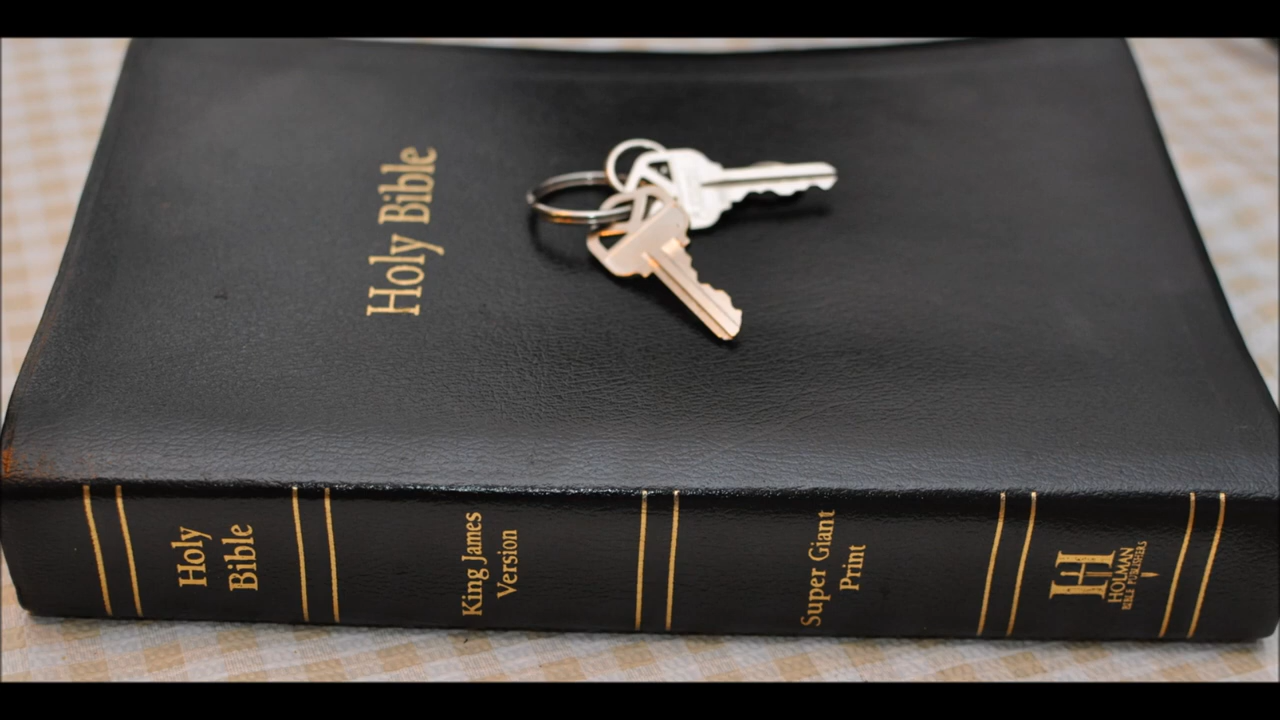 Holy Bible
Holy
Bible
King James
Version
Super Giant
Print
HOLMAN
BIBLE PUBLISHERS